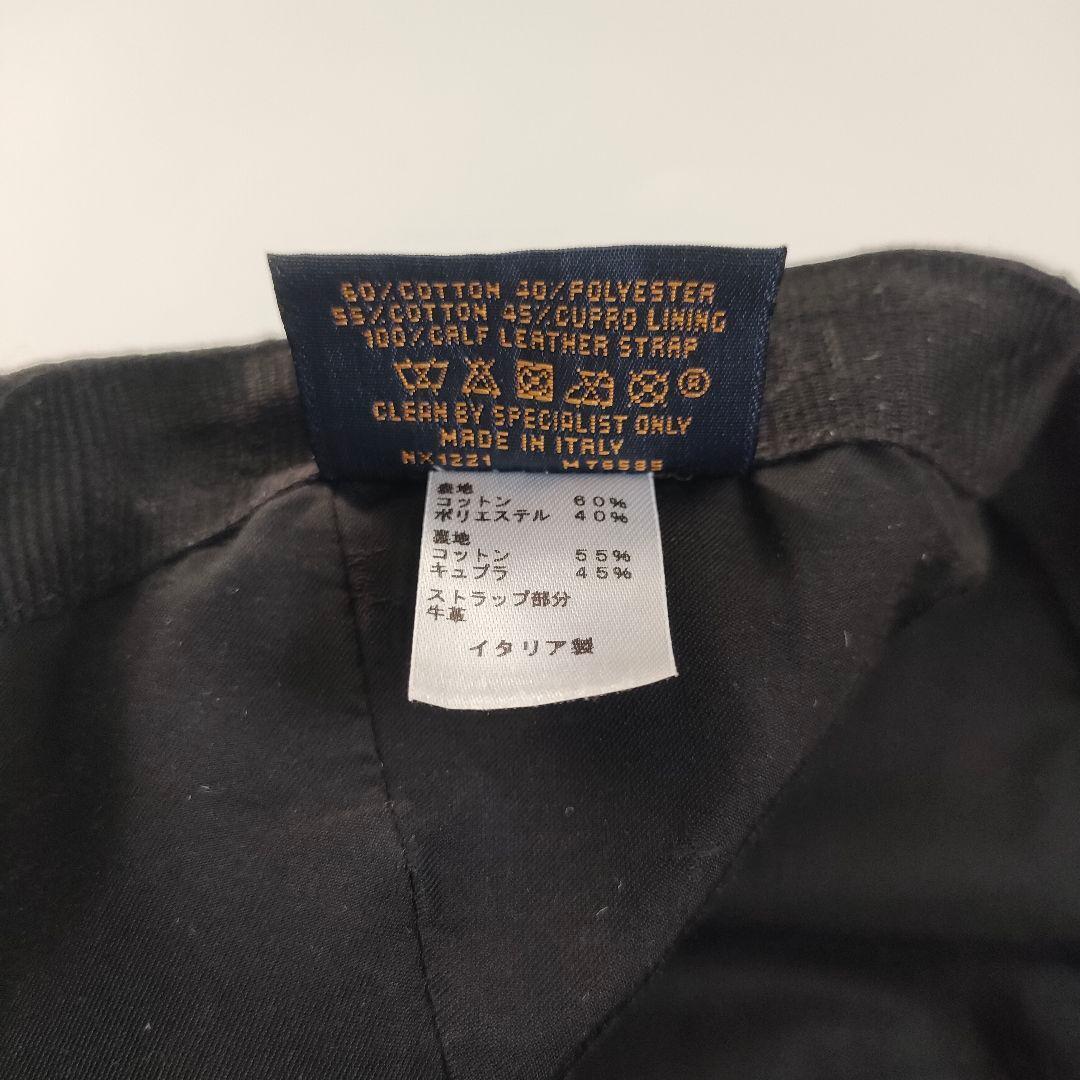 60%COTTON 40%POLYESTER
55%COTTON 45%CUPRO LINING
100%CALF LEATHER STRAP
®
CLEAN BY SPECIALIST ONLY
MADE IN ITALY
NX1221 M76585
表地
コットン 60%
ポリエステル 40%
裏地
コットン 55%
キュプラ 45%
ストラップ部分
牛革
イタリア製